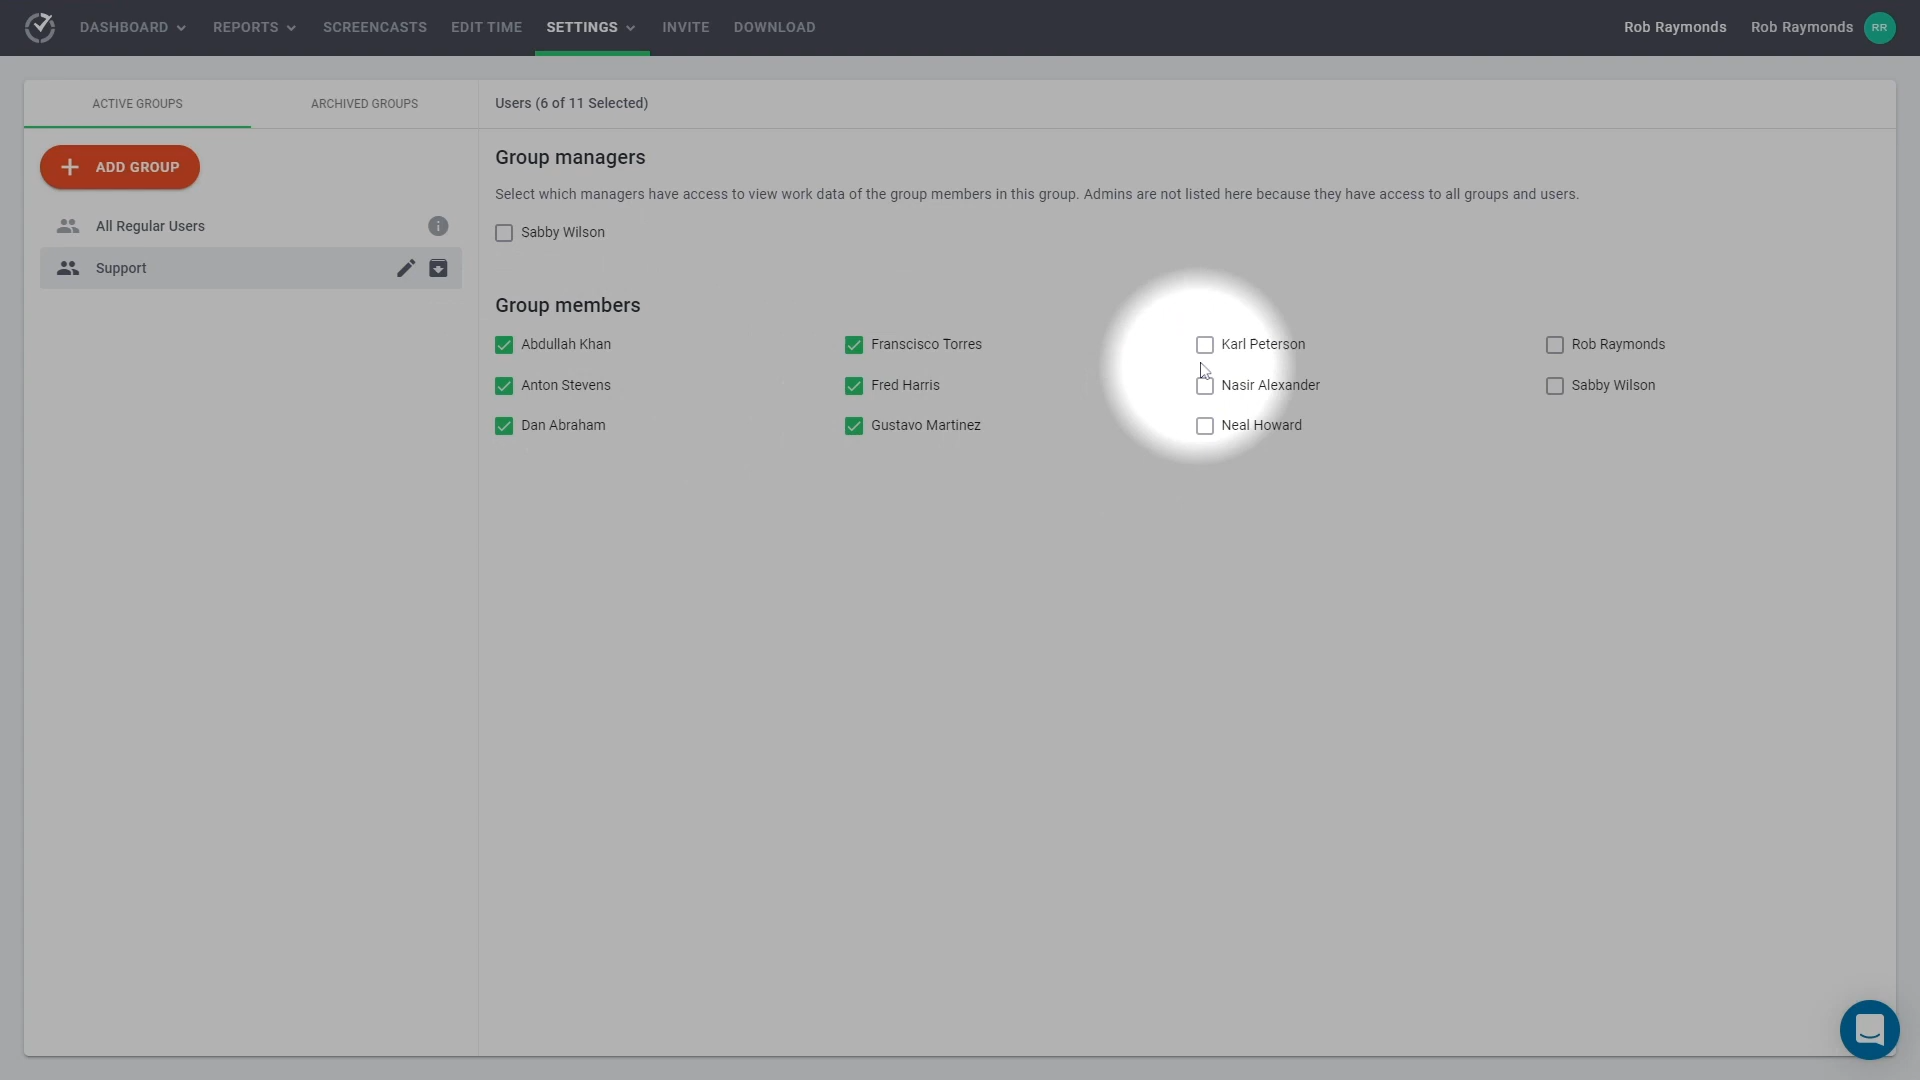 DASHBOARD REPORTS SCREENCASTS EDIT TIME SETTINGS INVITE DOWNLOAD Rob Raymonds Rob Raymonds RR
ACTIVE GROUPS ARCHIVED GROUPS Users (6 of 11 Selected)
ADD GROUP
All Regular Users
Support
Group managers
Select which managers have access to view work data of the group members in this group. Admins are not listed here because they have access to all groups and users.
Sabby Wilson
Group members
Abdullah Khan Franscisco Torres Karl Peterson Rob Raymonds
Anton Stevens Fred Harris Nasir Alexander Sabby Wilson
Dan Abraham Gustavo Martinez Neal Howard